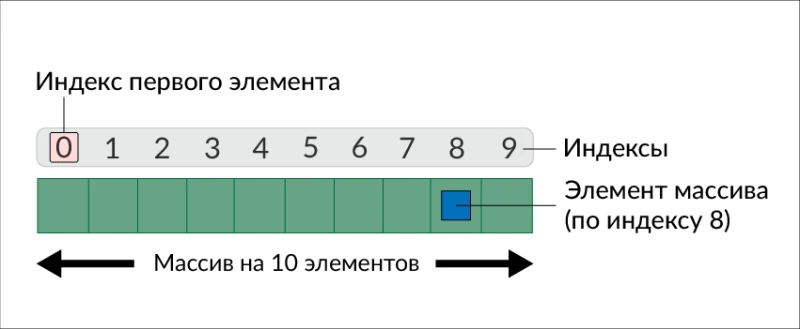 Индекс первого элемента
0 1 2 3 4 5 6 7 8 9
Индексы
Элемент массива
(по индексу 8)
Массив на 10 элементов